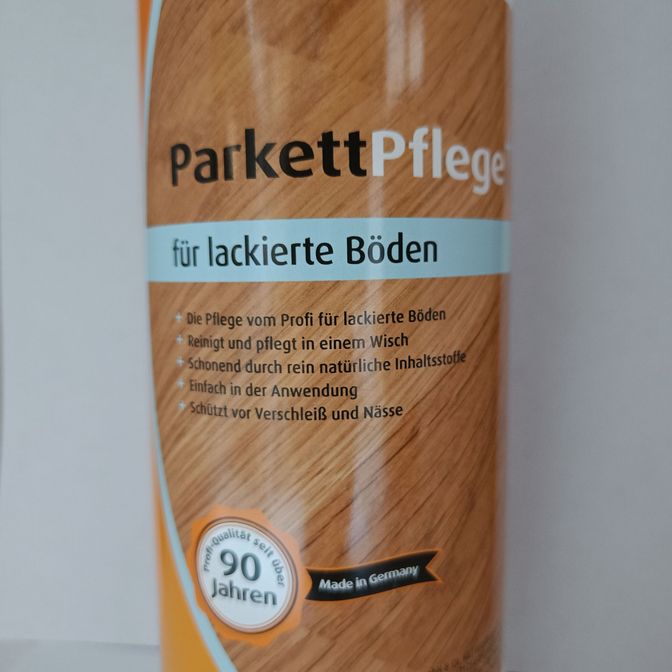 ParkettPflege
für lackierte Böden
+ Die Pflege vom Profi für lackierte Böden
+ Reinigt und pflegt in einem Wisch
+ Schonend durch rein natürliche Inhaltsstoffe
+ Einfach in der Anwendung
+ Schützt vor Verschleiß und Nässe
Profi-Qualität seit über
90
Jahren
Made in Germany